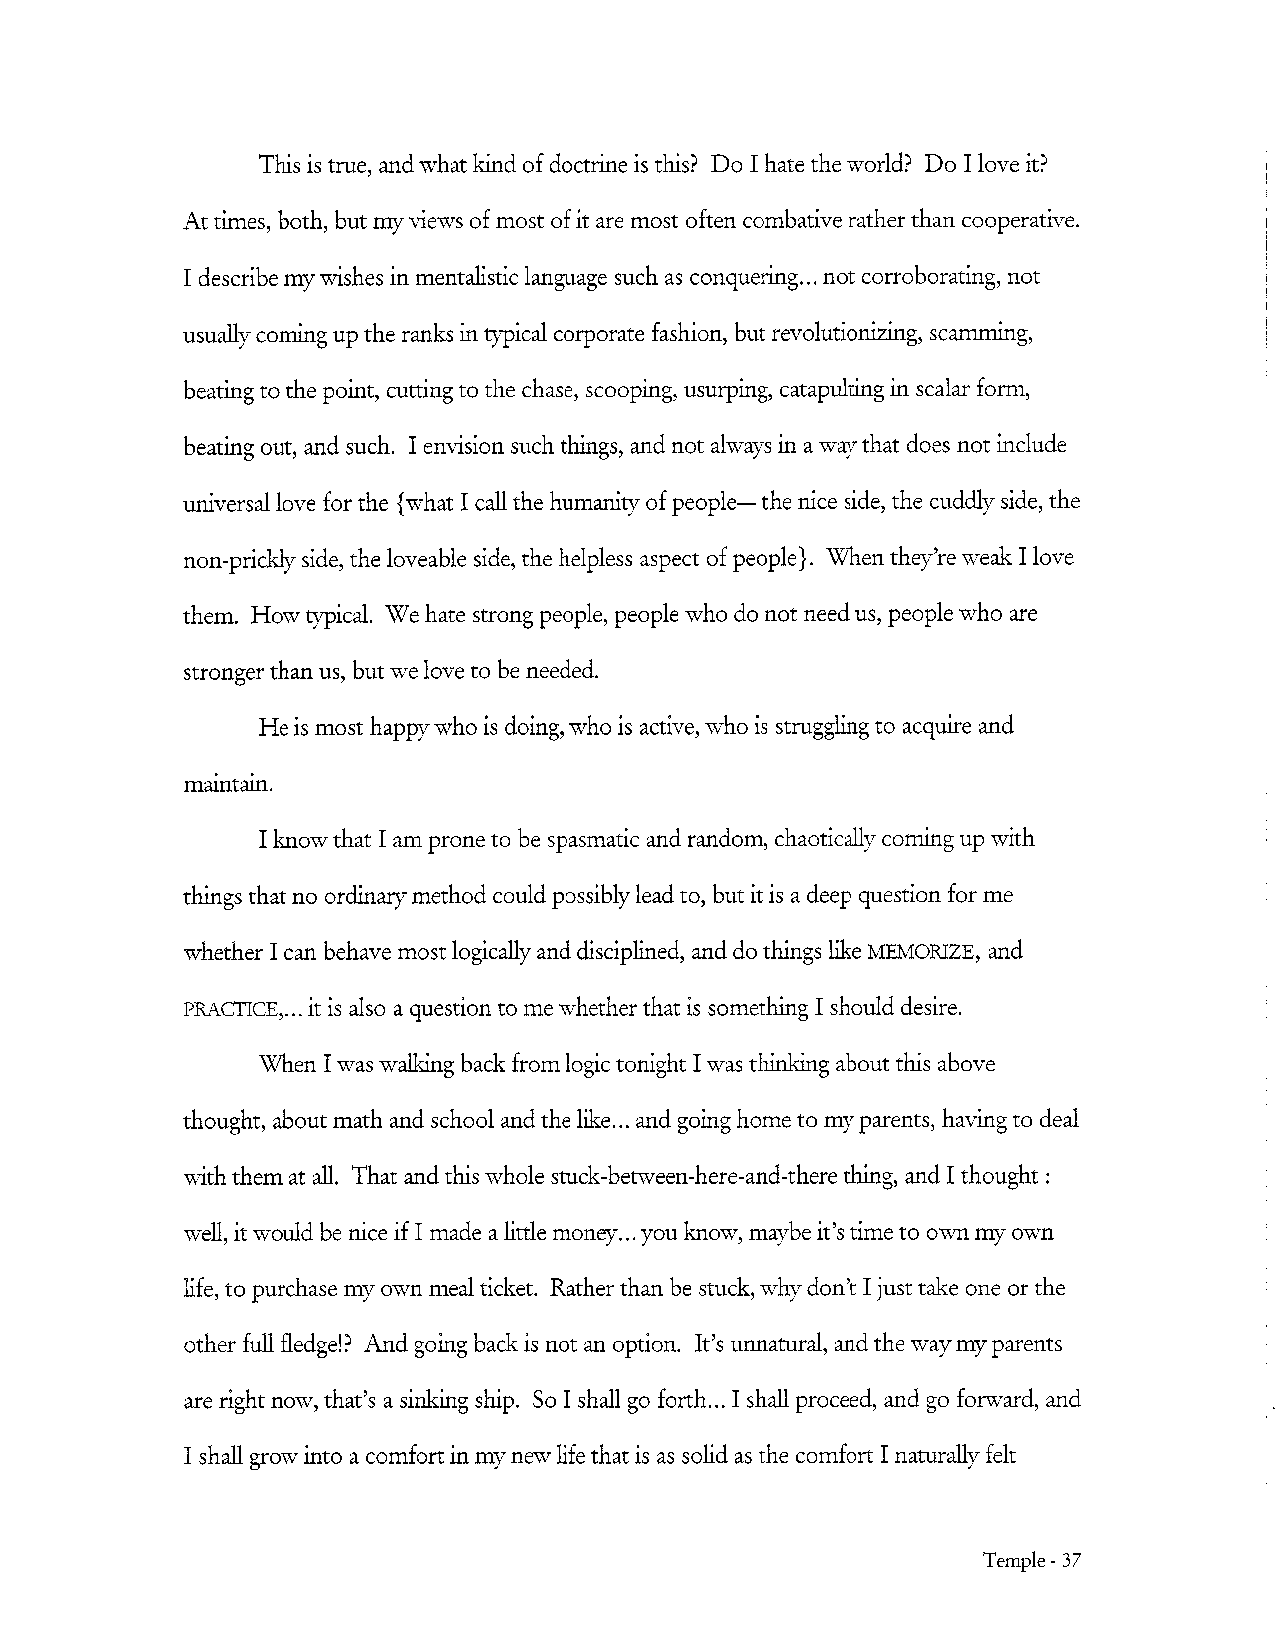 This is true, and what kind of doctrine is this? Do I hate the world? Do I love it?
At times, both, but my views of most of it are most often combative rather than cooperative.
I describe my wishes in mentalistic language such as conquering... not corroborating, not
usually coming up the ranks in typical corporate fashion, but revolutionizing, scamming,
beating to the point, cutting to the chase, scooping, usurping, catapulting in scalar form,
beating out, and such. I envision such things, and not always in a way that does not include
universal love for the {what I call the humanity of people— the nice side, the cuddly side, the
non-prickly side, the loveable side, the helpless aspect of people}. When they're weak I love
them. How typical. We hate strong people, people who do not need us, people who are
stronger than us, but we love to be needed.
He is most happy who is doing, who is active, who is struggling to acquire and
maintain.
I know that I am prone to be spasmatic and random, chaotically coming up with
things that no ordinary method could possibly lead to, but it is a deep question for me
whether I can behave most logically and disciplined, and do things like MEMORIZE, and
PRACTICE,... it is also a question to me whether that is something I should desire.
When I was walking back from logic tonight I was thinking about this above
thought, about math and school and the like... and going home to my parents, having to deal
with them at all. That and this whole stuck-between-here-and-there thing, and I thought :
well, it would be nice if I made a little money... you know, maybe it's time to own my own
life, to purchase my own meal ticket. Rather than be stuck, why don't I just take one or the
other full fledge!? And going back is not an option. It's unnatural, and the way my parents
are right now, that's a sinking ship. So I shall go forth... I shall proceed, and go forward, and
I shall grow into a comfort in my new life that is as solid as the comfort I naturally felt
Temple - 37